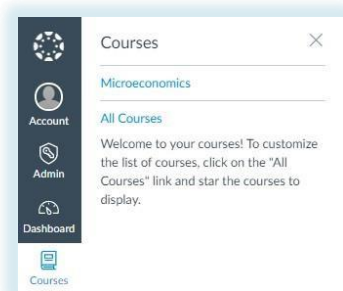 Courses
Microeconomics
All Courses
Welcome to your courses! To customize
the list of courses, click on the "All
Courses" link and star the courses to
display.
Account
Admin
Dashboard
Courses